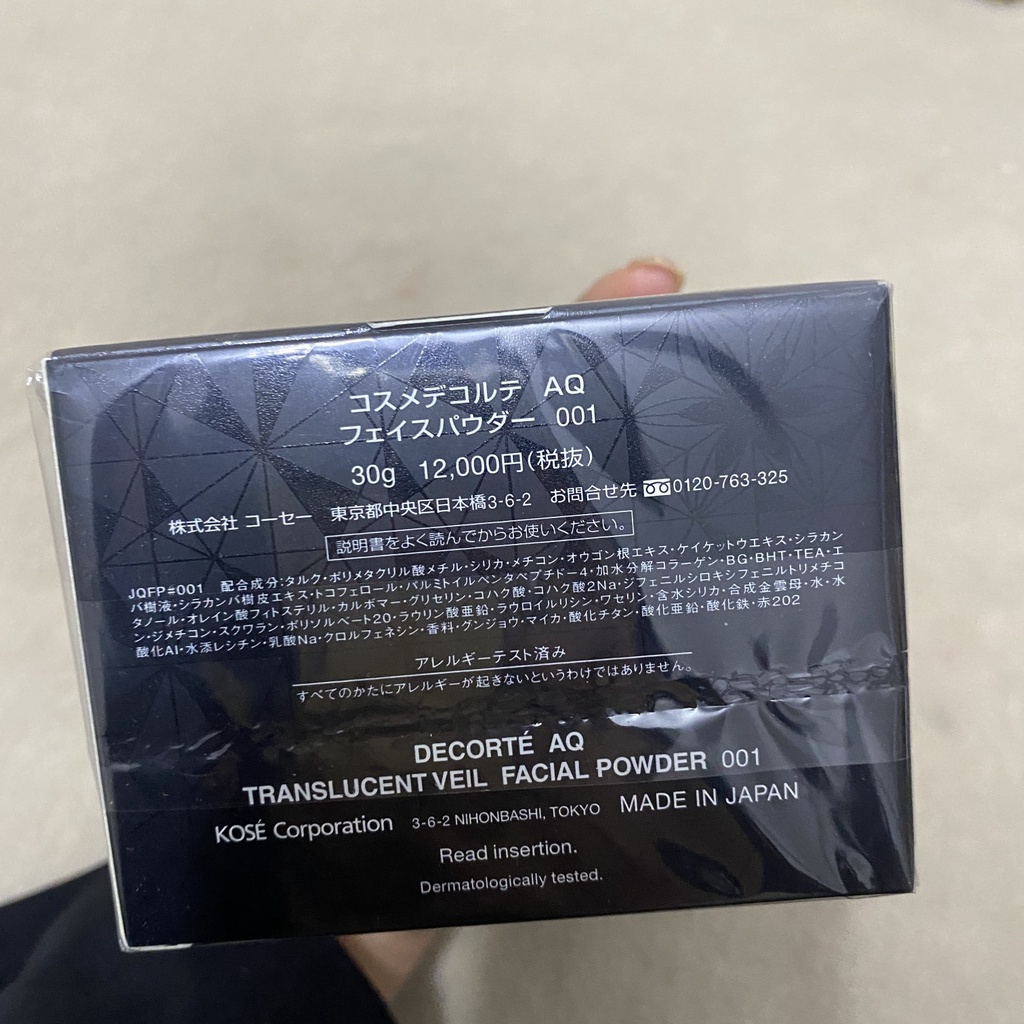 コスメデコルテ AQ
フェイスパウダー 001
30g 12,000円(税抜)
株式会社 コーセー 東京都中央区日本橋3-6-2 お問合せ先 0120-763-325
説明書をよく読んでからお使いください。
JQFP#001 配合成分:タルク・ポリメタクリル酸メチル・シリカ・メチコン・オウゴン根エキス・ケイケットウエキス・シラカン
バ樹液・シラカンバ樹皮エキス・トコフェロール・パルミトイルペンタペプチド-4・加水分解コラーゲン・BG・BHT・TEA・エ
タノール・オレイン酸フィトステリル・カルボマー・グリセリン・コハク酸・コハク酸2Na・ジフェニルシロキシフェニルトリメチコ
ン・ジメチコン・スクワラン・ポリソルベート20・ラウリン酸亜鉛・ラウロイルリシン・ワセリン・含水シリカ・合成金雲母・水・水
酸化Al・水添レシチン・乳酸Na・クロルフェネシン・香料・グンジョウ・マイカ・酸化チタン・酸化亜鉛・酸化鉄・赤202
アレルギーテスト済み
すべてのかたにアレルギーが起きないというわけではありません。
DECORTÉ AQ
TRANSLUCENT VEIL FACIAL POWDER 001
KOSÉ Corporation 3-6-2 NIHONBASHI, TOKYO MADE IN JAPAN
Read insertion.
Dermatologically tested.